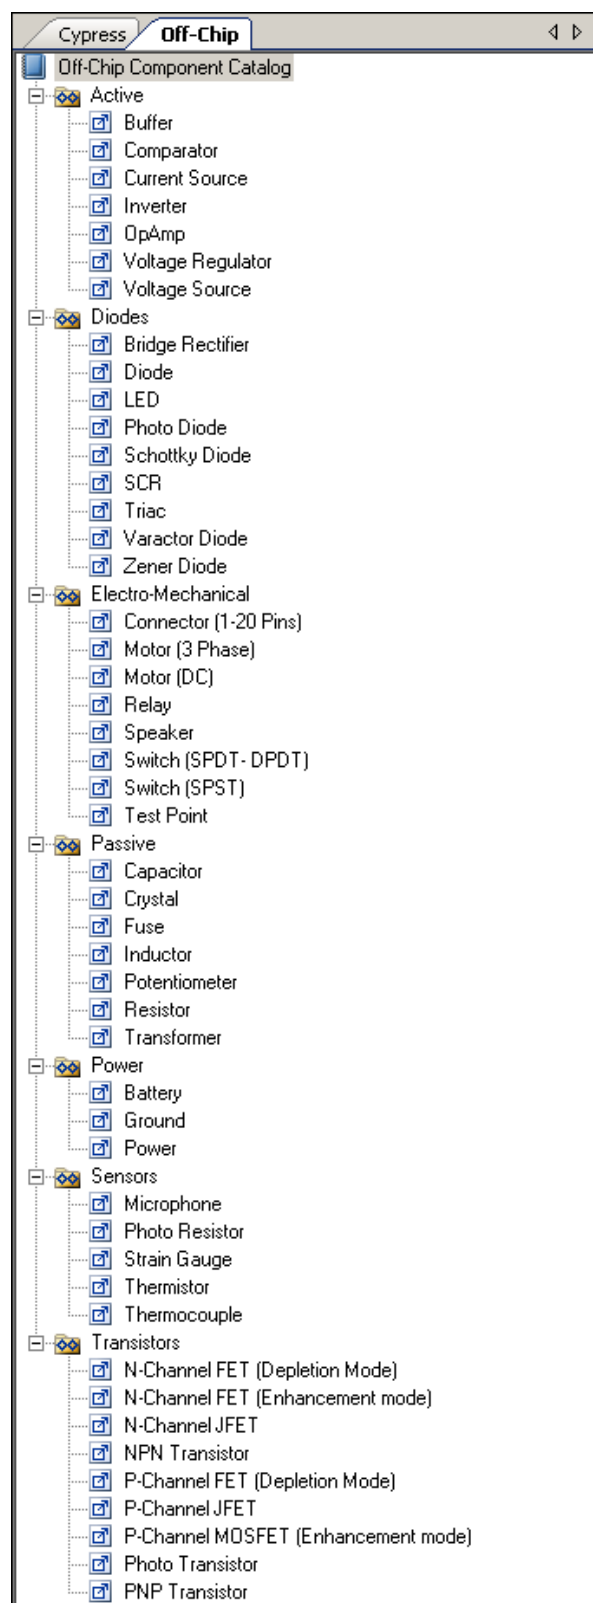 Cypress Off-Chip
Off-Chip Component Catalog
Active
Buffer
Comparator
Current Source
Inverter
OpAmp
Voltage Regulator
Voltage Source
Diodes
Bridge Rectifier
Diode
LED
Photo Diode
Schottky Diode
SCR
Triac
Varactor Diode
Zener Diode
Electro-Mechanical
Connector (1-20 Pins)
Motor (3 Phase)
Motor (DC)
Relay
Speaker
Switch (SPDT- DPDT)
Switch (SPST)
Test Point
Passive
Capacitor
Crystal
Fuse
Inductor
Potentiometer
Resistor
Transformer
Power
Battery
Ground
Power
Sensors
Microphone
Photo Resistor
Strain Gauge
Thermistor
Thermocouple
Transistors
N-Channel FET (Depletion Mode)
N-Channel FET (Enhancement mode)
N-Channel JFET
NPN Transistor
P-Channel FET (Depletion Mode)
P-Channel JFET
P-Channel MOSFET (Enhancement mode)
Photo Transistor
PNP Transistor